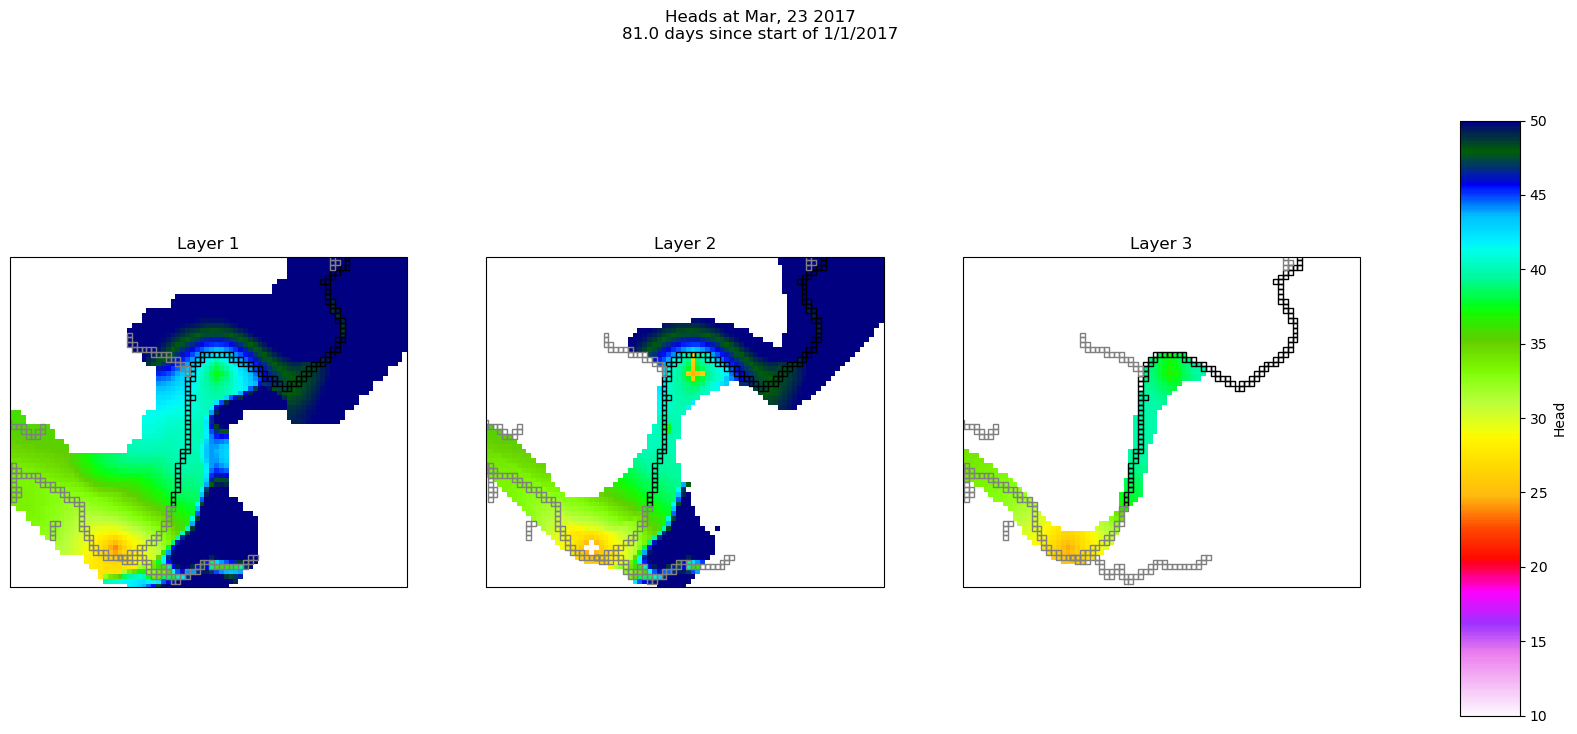 Heads at Mar, 23 2017
81.0 days since start of 1/1/2017
Layer 1
Layer 2
Layer 3
50
45
40
35
30
25
20
15
10
Head